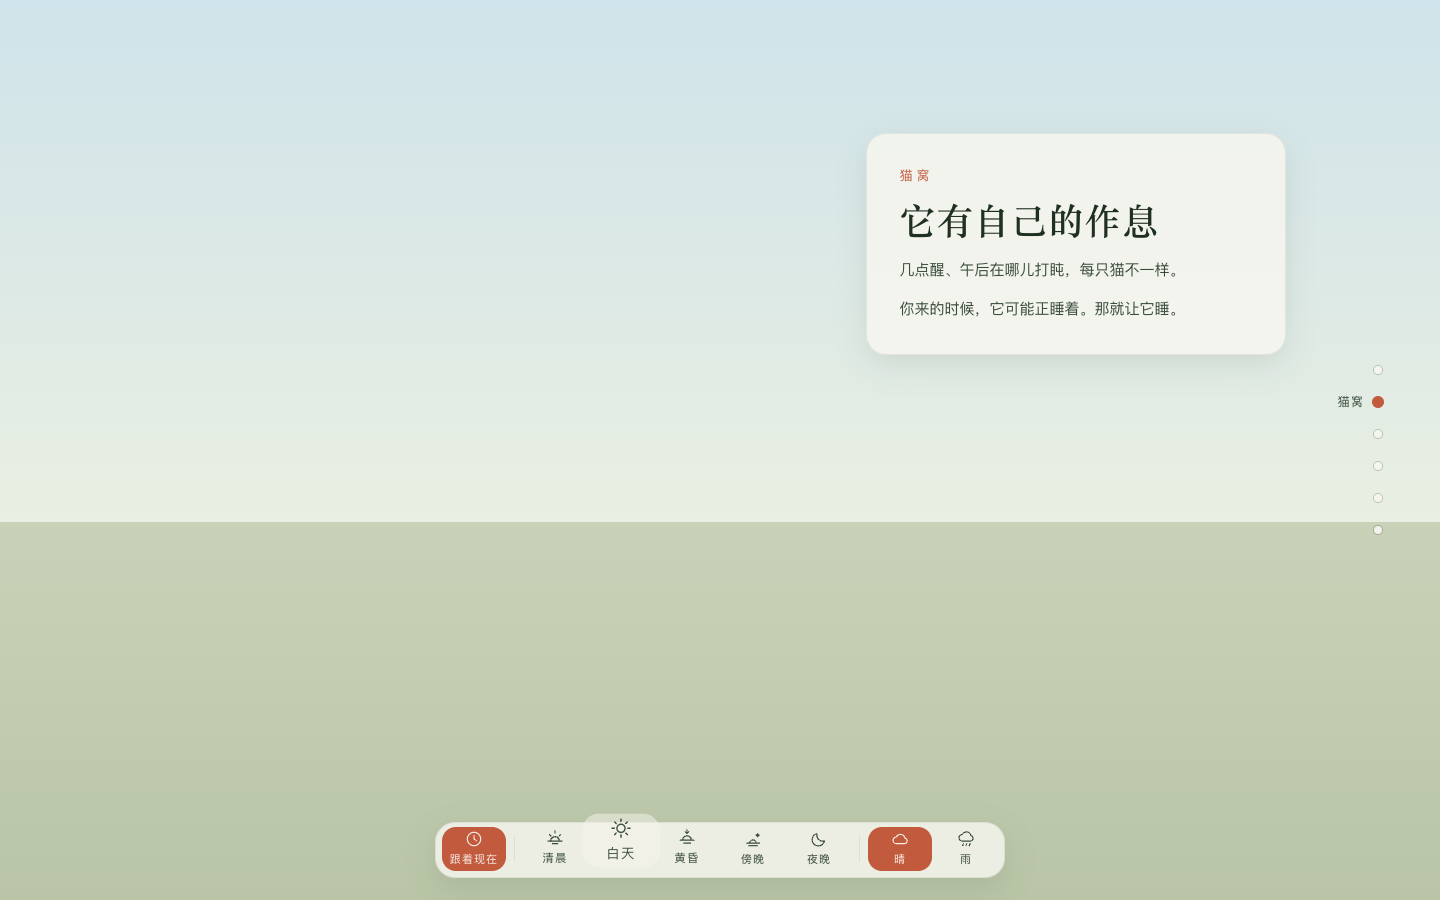 猫窝
它有自己的作息
几点醒、午后在哪儿打盹，每只猫不一样。
你来的时候，它可能正睡着。那就让它睡。
猫窝
跟着现在
清晨
白天
黄昏
傍晚
夜晚
晴
雨